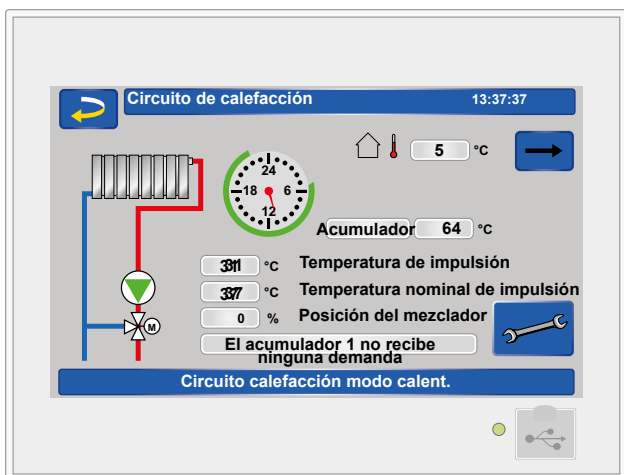 Circuito de calefacción 13:37:37
5 °C
24
18 6
12
Acumulador 64 °C
°C Temperatura de impulsión
°C Temperatura nominal de impulsión
0 % Posición del mezclador
M
El acumulador 1 no recibe
ninguna demanda
Circuito calefacción modo calent.